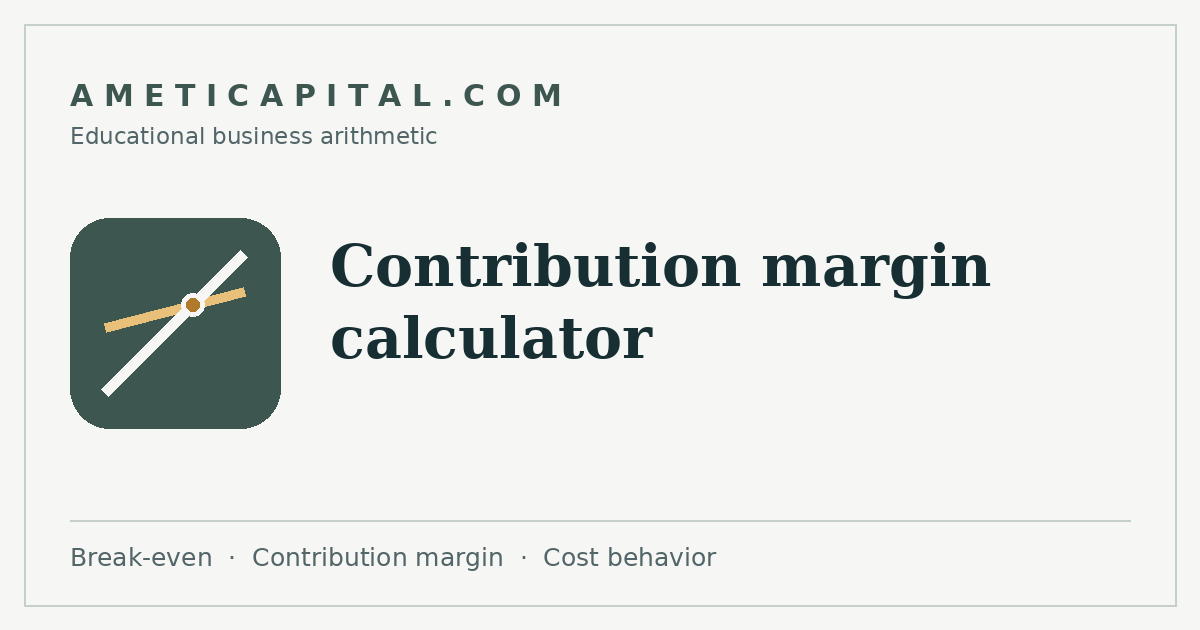 AMETICAPITAL.COM
Educational business arithmetic
Contribution margin
calculator
Break-even · Contribution margin · Cost behavior